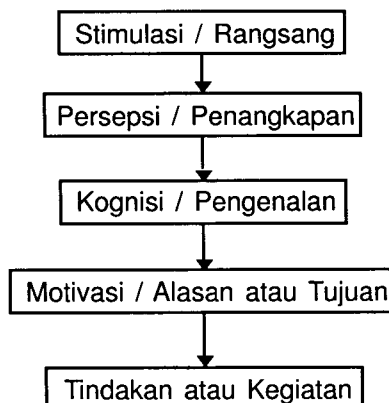 Stimulasi / Rangsang
Persepsi / Penangkapan
Kognisi / Pengenalan
Motivasi / Alasan atau Tujuan
Tindakan atau Kegiatan